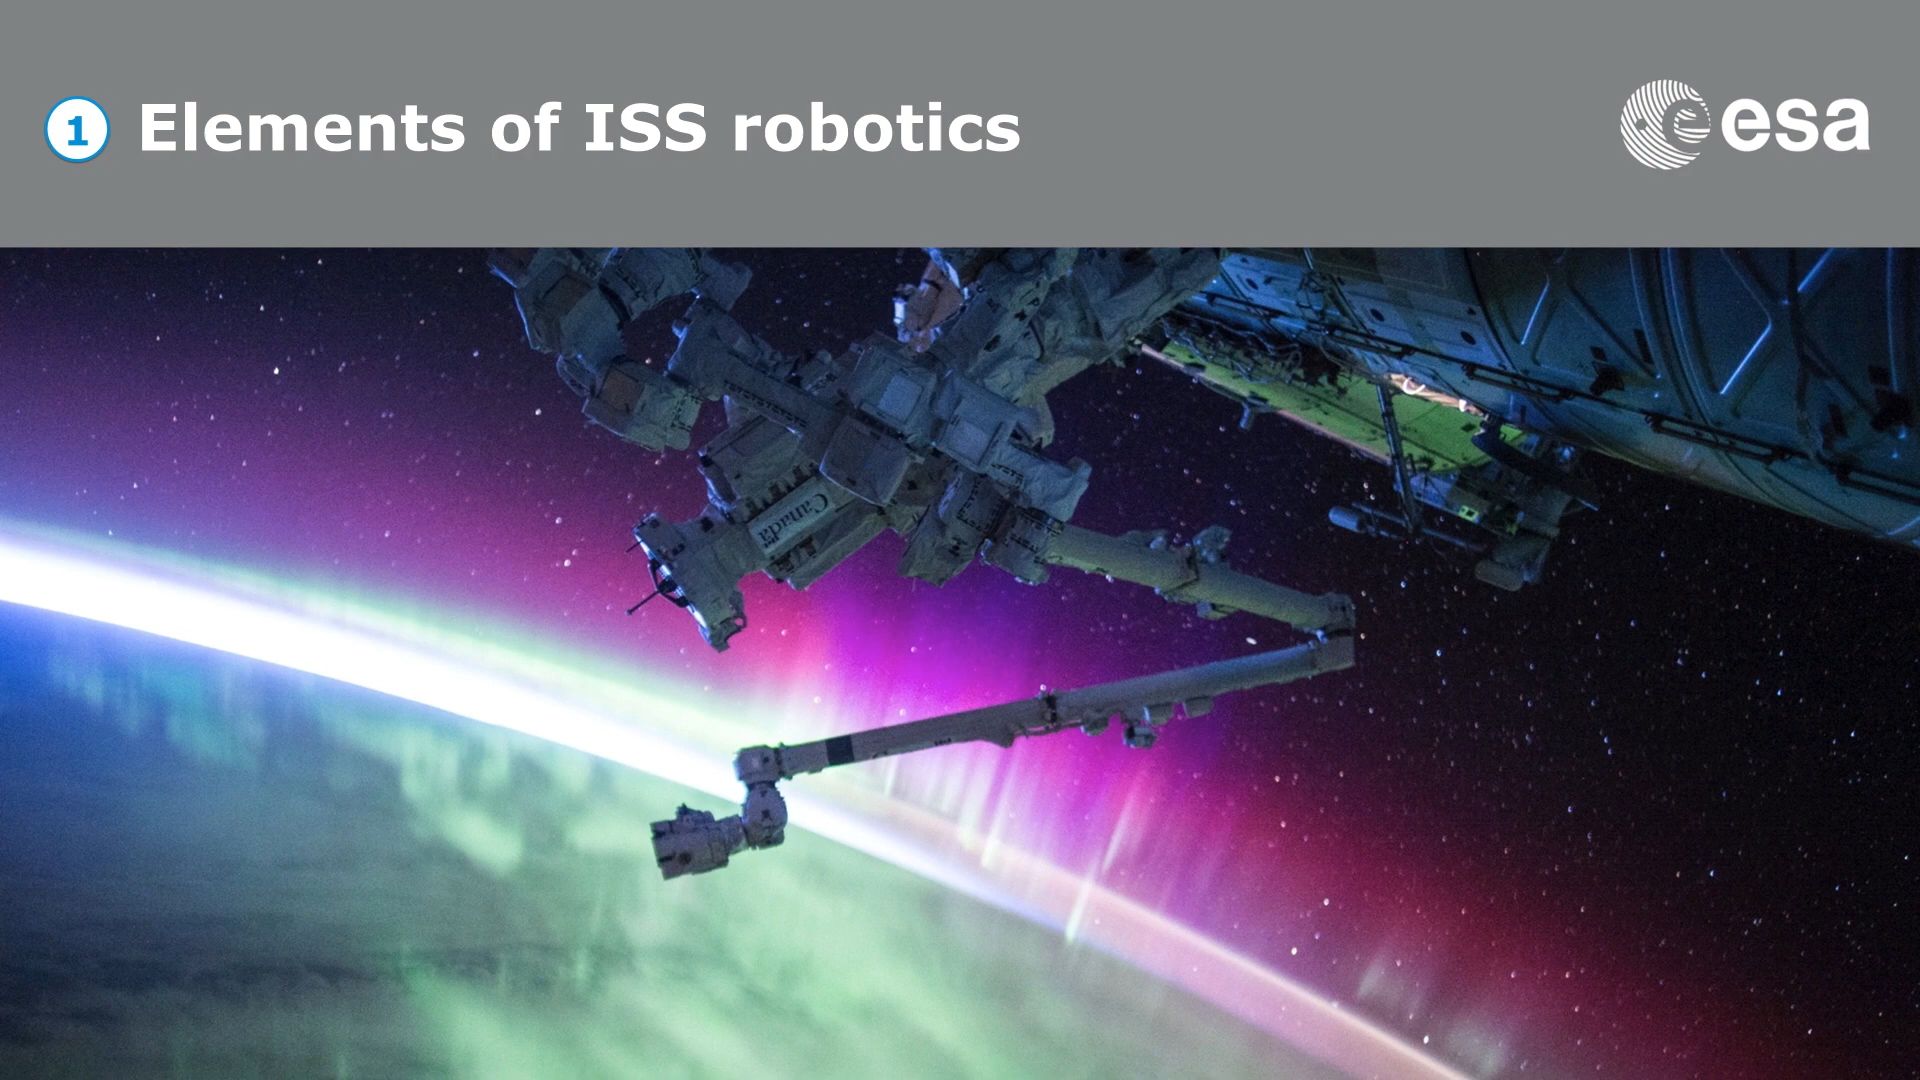 1 Elements of ISS robotics
esa
Canada